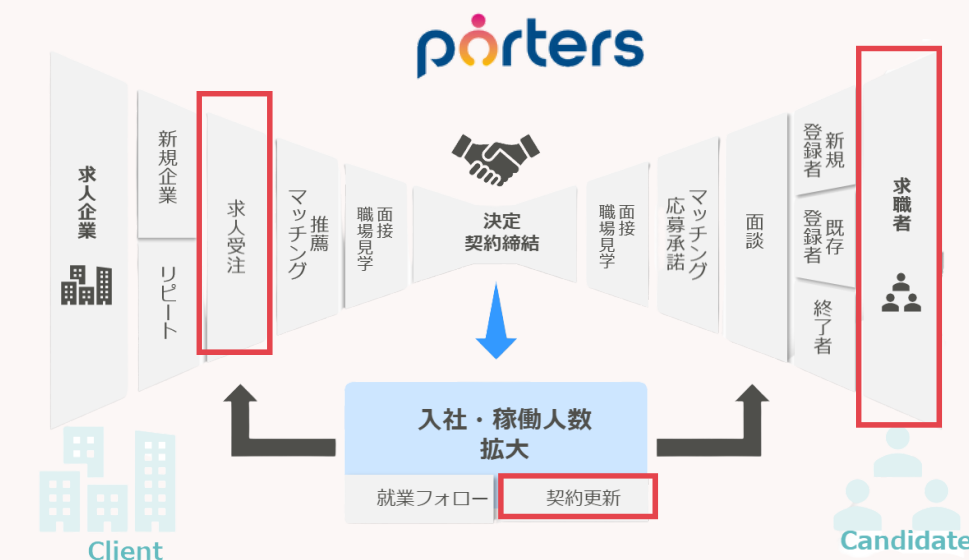 porters
求人企業
新規企業
リピート
求人受注
推薦
マッチング
面接
職場見学
決定
契約締結
面接
職場見学
マッチング
応募承諾
面談
新規
登録者
既存
登録者
終了者
求職者
入社・稼働人数
拡大
就業フォロー
契約更新
Client
Candidate